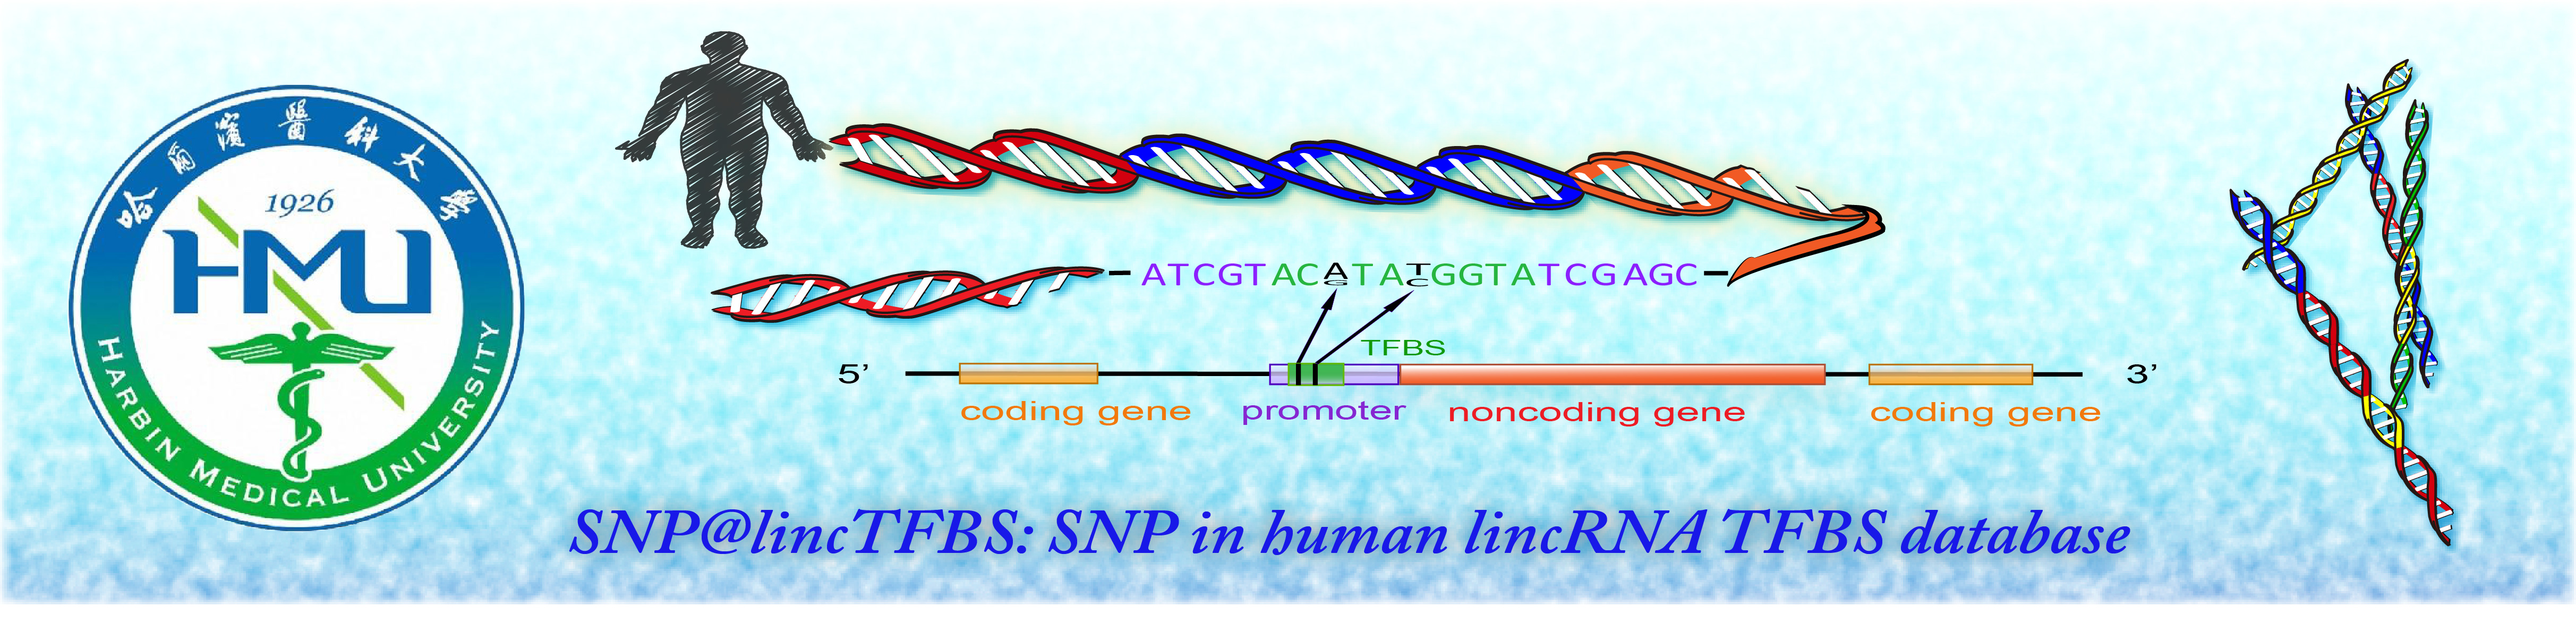 哈爾濱醫科大學
1926
HMU
HARBIN MEDICAL UNIVERSITY
ATCGTACATATGGTATCGAGC
G C
TFBS
5’ 3’
coding gene promoter noncoding gene coding gene
SNP@lincTFBS: SNP in human lincRNA TFBS database